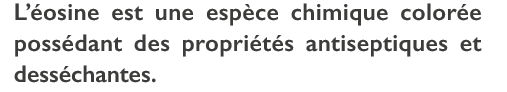 L’éosine est une espèce chimique colorée
possédant des propriétés antiseptiques et
desséchantes.